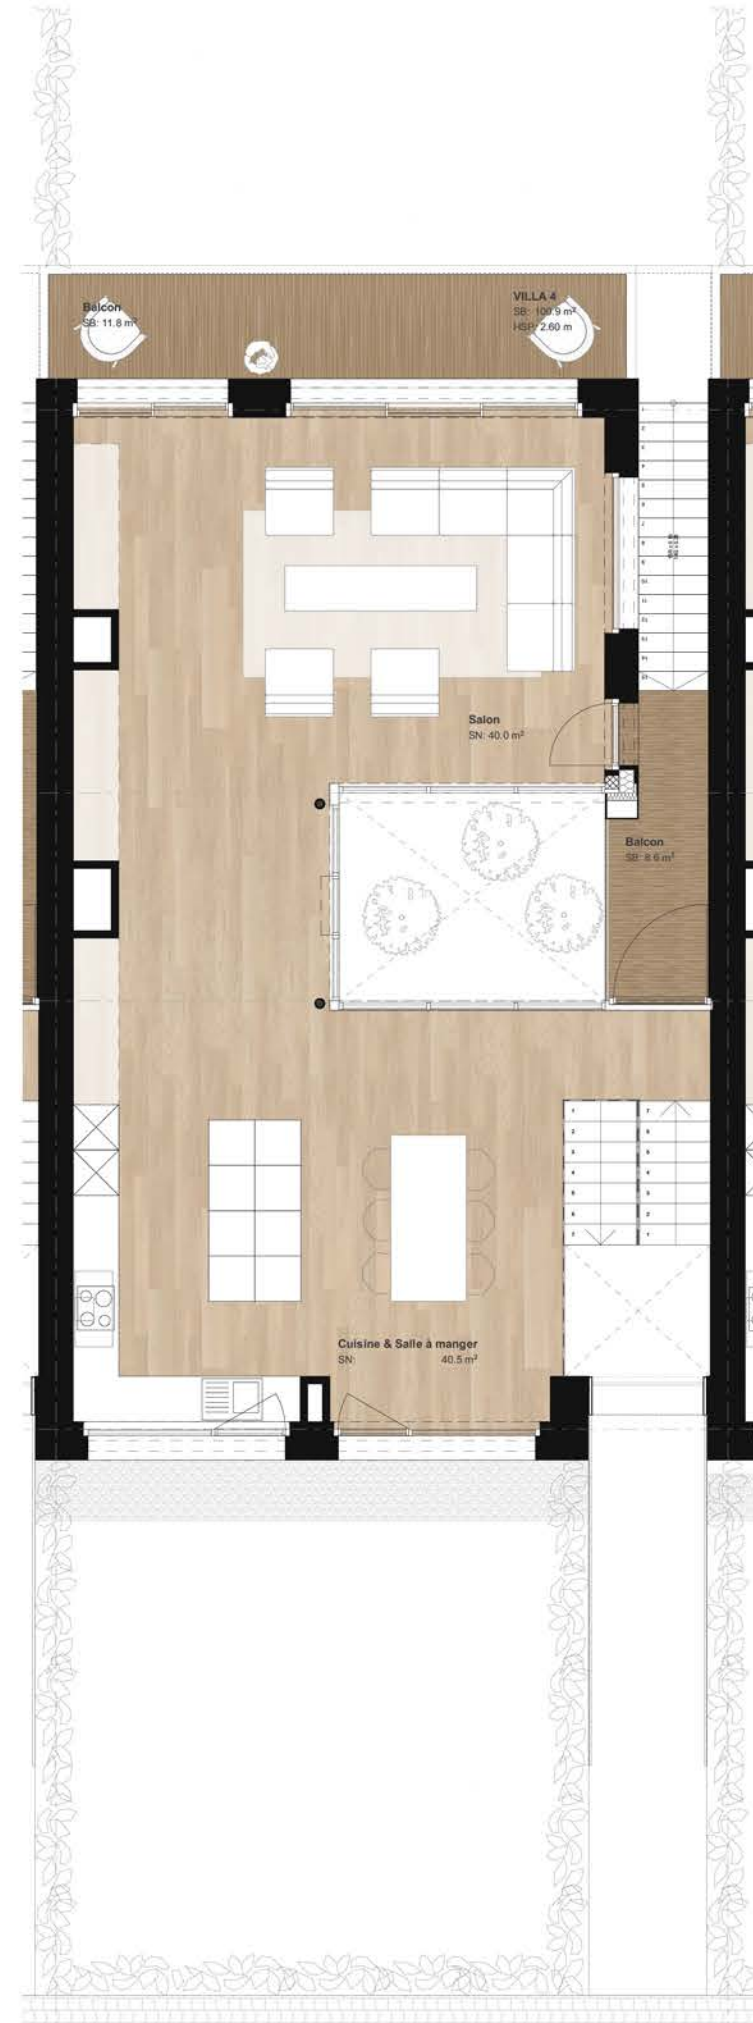 Balcon
SB: 11.8 m²
VILLA 4
SB: 100.9 m²
HSP: 2.60 m
Salon
SN: 40.0 m²
Balcon
SB: 8.6 m²
Cuisine & Salle à manger
SN: 40.5 m²